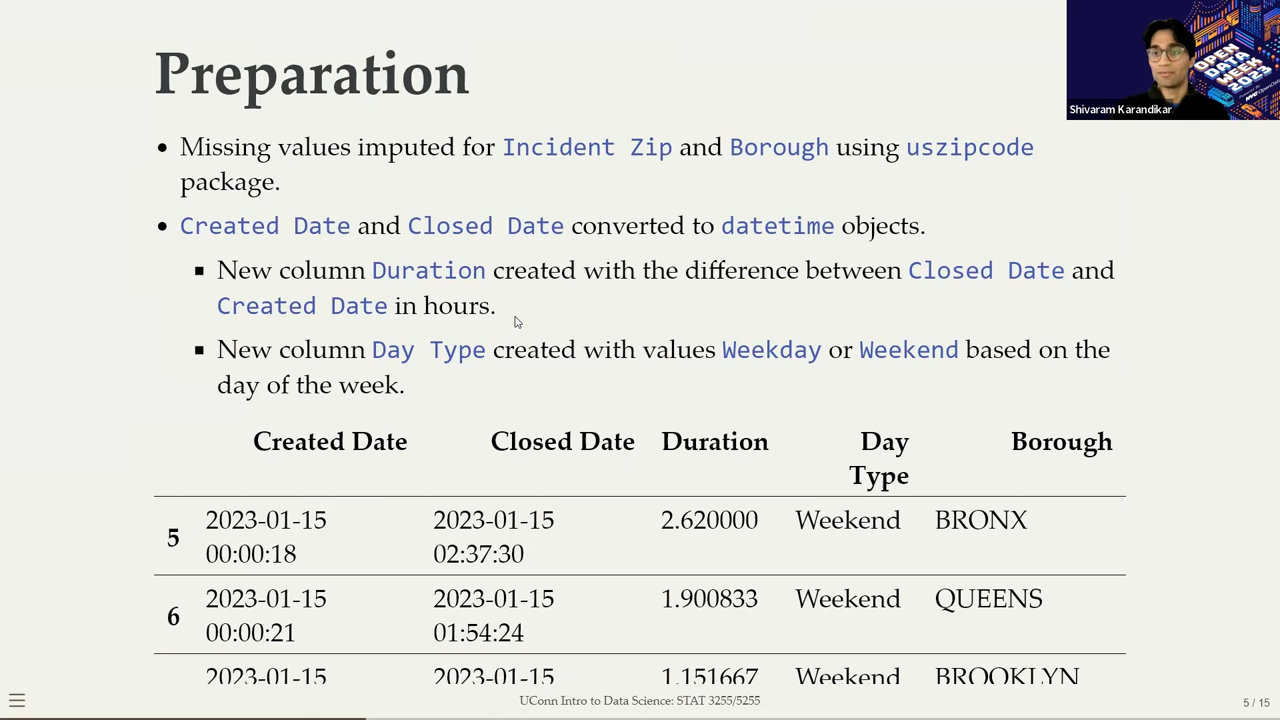 Preparation
• Missing values imputed for Incident Zip and Borough using uszipcode
package.
• Created Date and Closed Date converted to datetime objects.
▪ New column Duration created with the difference between Closed Date and
Created Date in hours.
▪ New column Day Type created with values Weekday or Weekend based on the
day of the week.
Created Date Closed Date Duration Day Type Borough
5 2023-01-15 00:00:18 2023-01-15 02:37:30 2.620000 Weekend BRONX
6 2023-01-15 00:00:21 2023-01-15 01:54:24 1.900833 Weekend QUEENS
2023-01-15 2023-01-15 1.151667 Weekend BROOKLYN
UConn Intro to Data Science: STAT 3255/5255
5 / 15
OPEN
DATA
WEEK
2023
Shivaram Karandikar